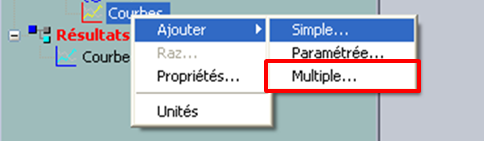 Courbes
Ajouter
Simple...
Résultats
Raz...
Paramétrée...
Courbe
Propriétés...
Multiple...
Unités